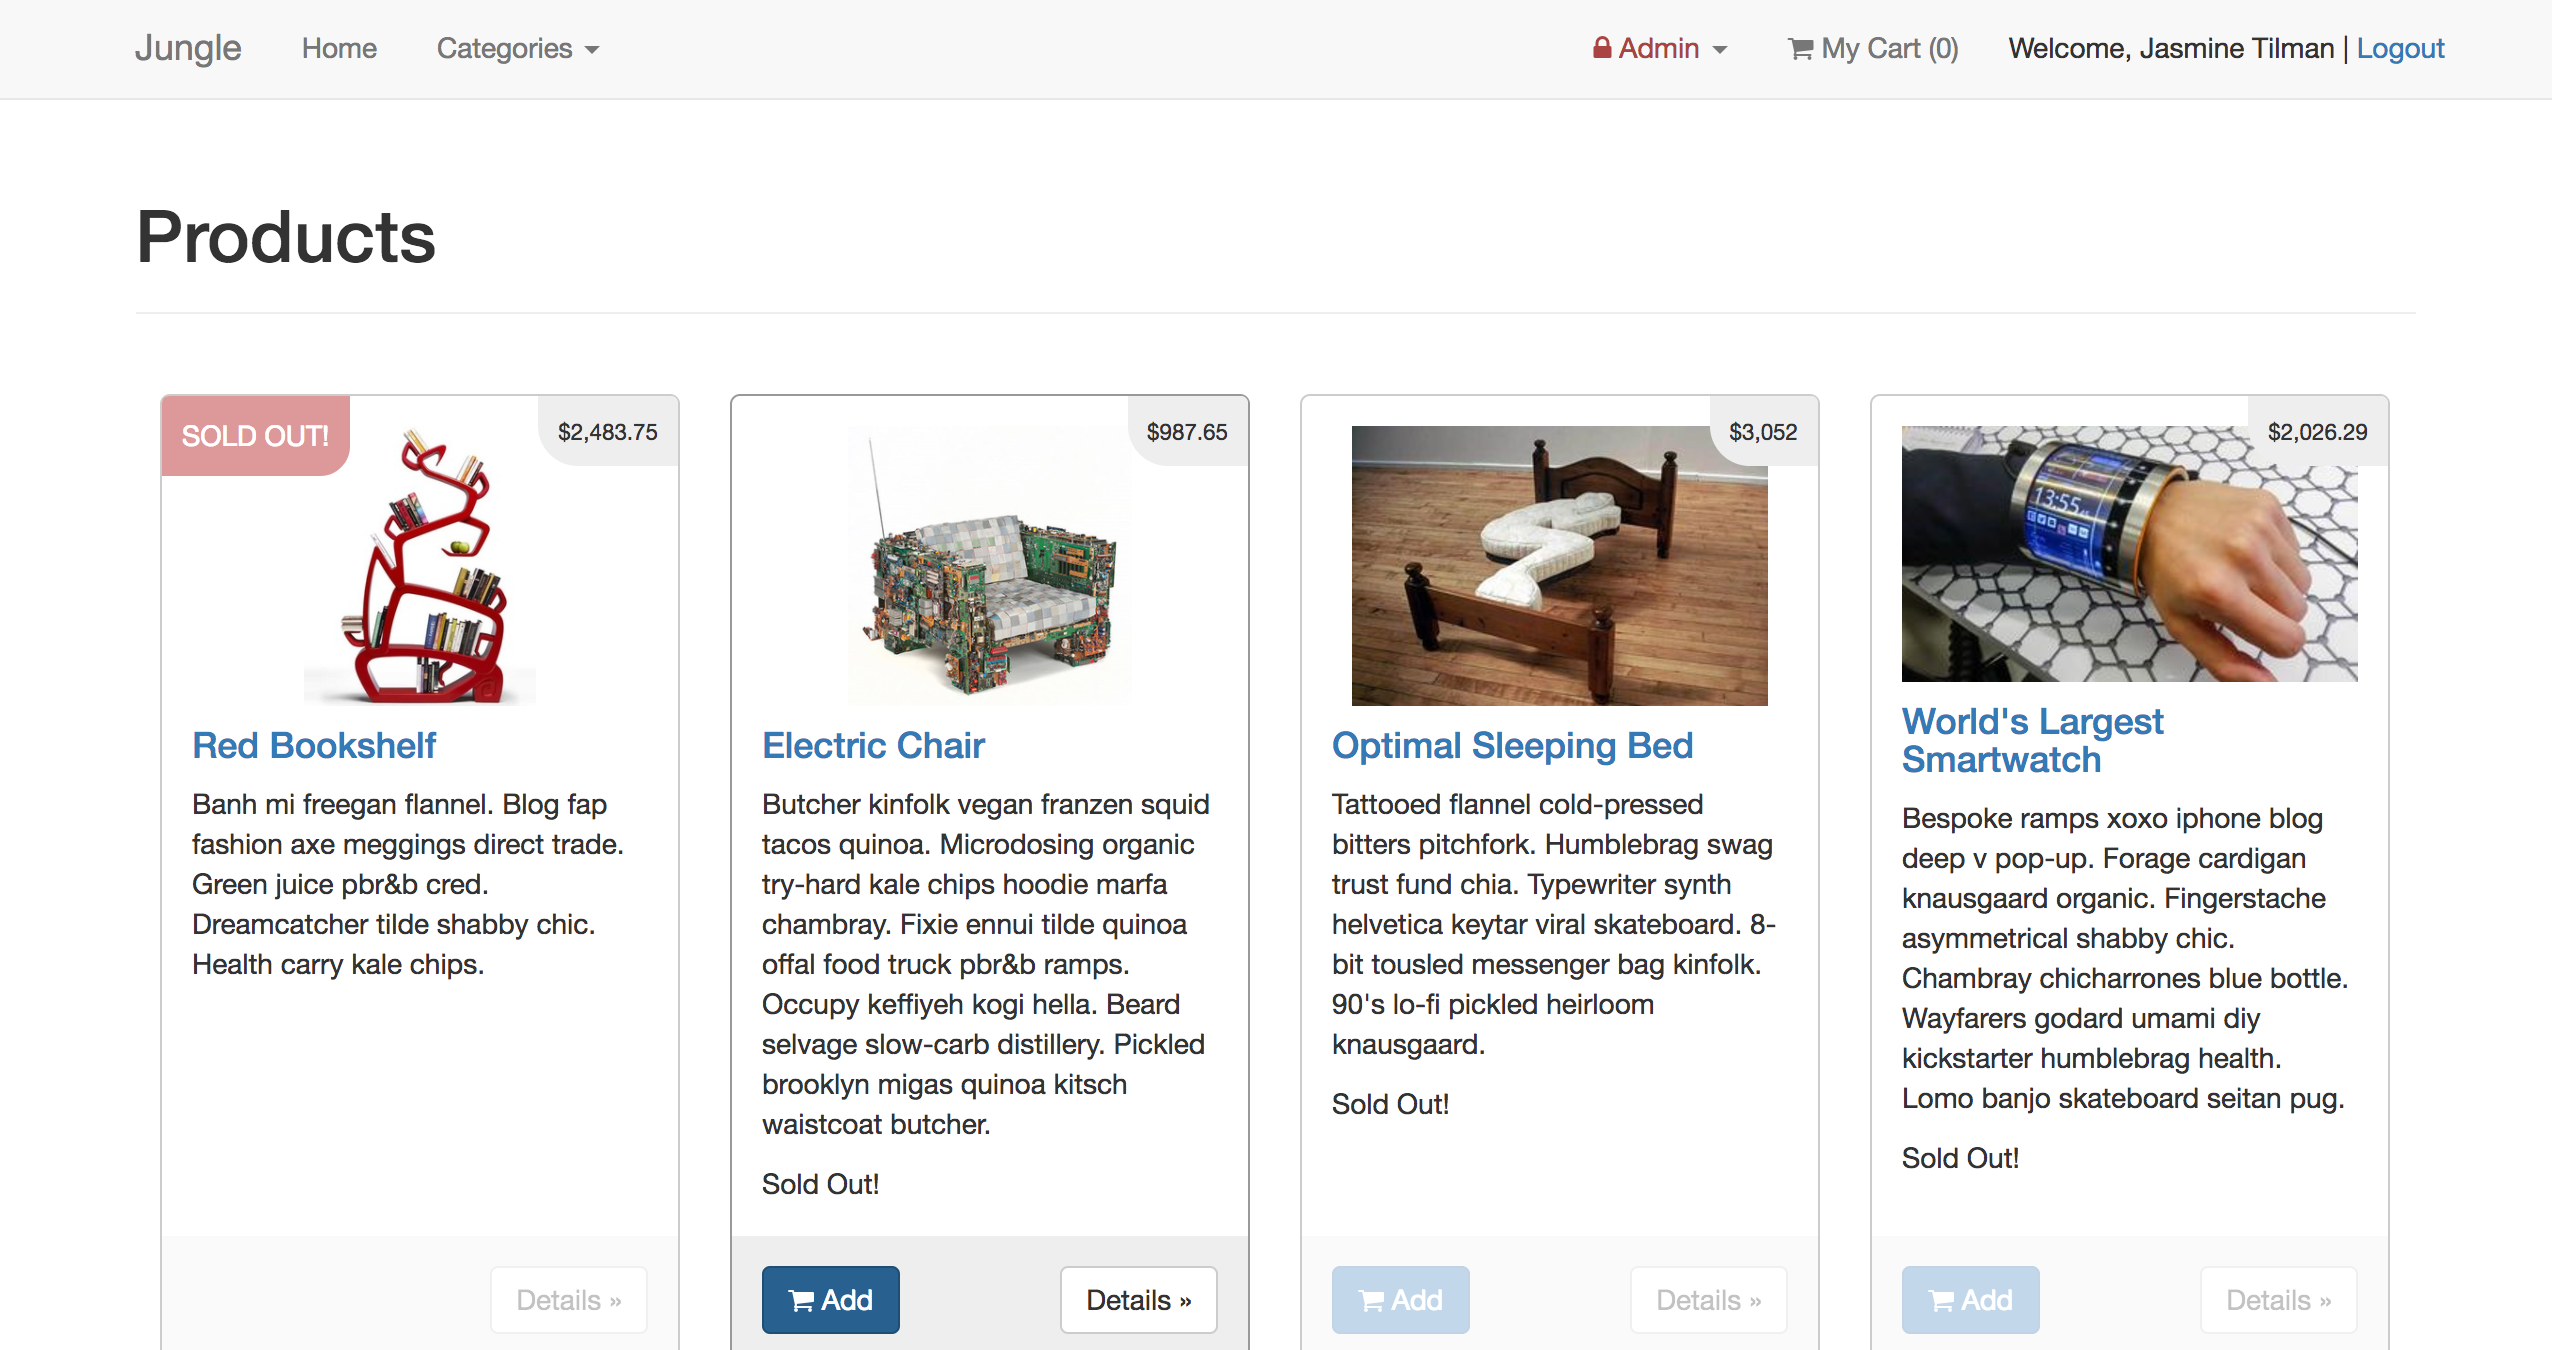 Jungle Home Categories Admin My Cart (0) Welcome, Jasmine Tilman | Logout
Products
SOLD OUT!
$2,483.75
Red Bookshelf
Banh mi freegan flannel. Blog fap
fashion axe meggings direct trade.
Green juice pbr&b cred.
Dreamcatcher tilde shabby chic.
Health carry kale chips.
Details »
$987.65
Electric Chair
Butcher kinfolk vegan franzen squid
tacos quinoa. Microdosing organic
try-hard kale chips hoodie marfa
chambray. Fixie ennui tilde quinoa
offal food truck pbr&b ramps.
Occupy keffiyeh kogi hella. Beard
selvage slow-carb distillery. Pickled
brooklyn migas quinoa kitsch
waistcoat butcher.
Sold Out!
Add
Details »
$3,052
Optimal Sleeping Bed
Tattooed flannel cold-pressed
bitters pitchfork. Humblebrag swag
trust fund chia. Typewriter synth
helvetica keytar viral skateboard. 8-
bit tousled messenger bag kinfolk.
90's lo-fi pickled heirloom
knausgaard.
Sold Out!
Add
Details »
$2,026.29
13:55
World's Largest
Smartwatch
Bespoke ramps xoxo iphone blog
deep v pop-up. Forage cardigan
knausgaard organic. Fingerstache
asymmetrical shabby chic.
Chambray chicharrones blue bottle.
Wayfarers godard umami diy
kickstarter humblebrag health.
Lomo banjo skateboard seitan pug.
Sold Out!
Add
Details »